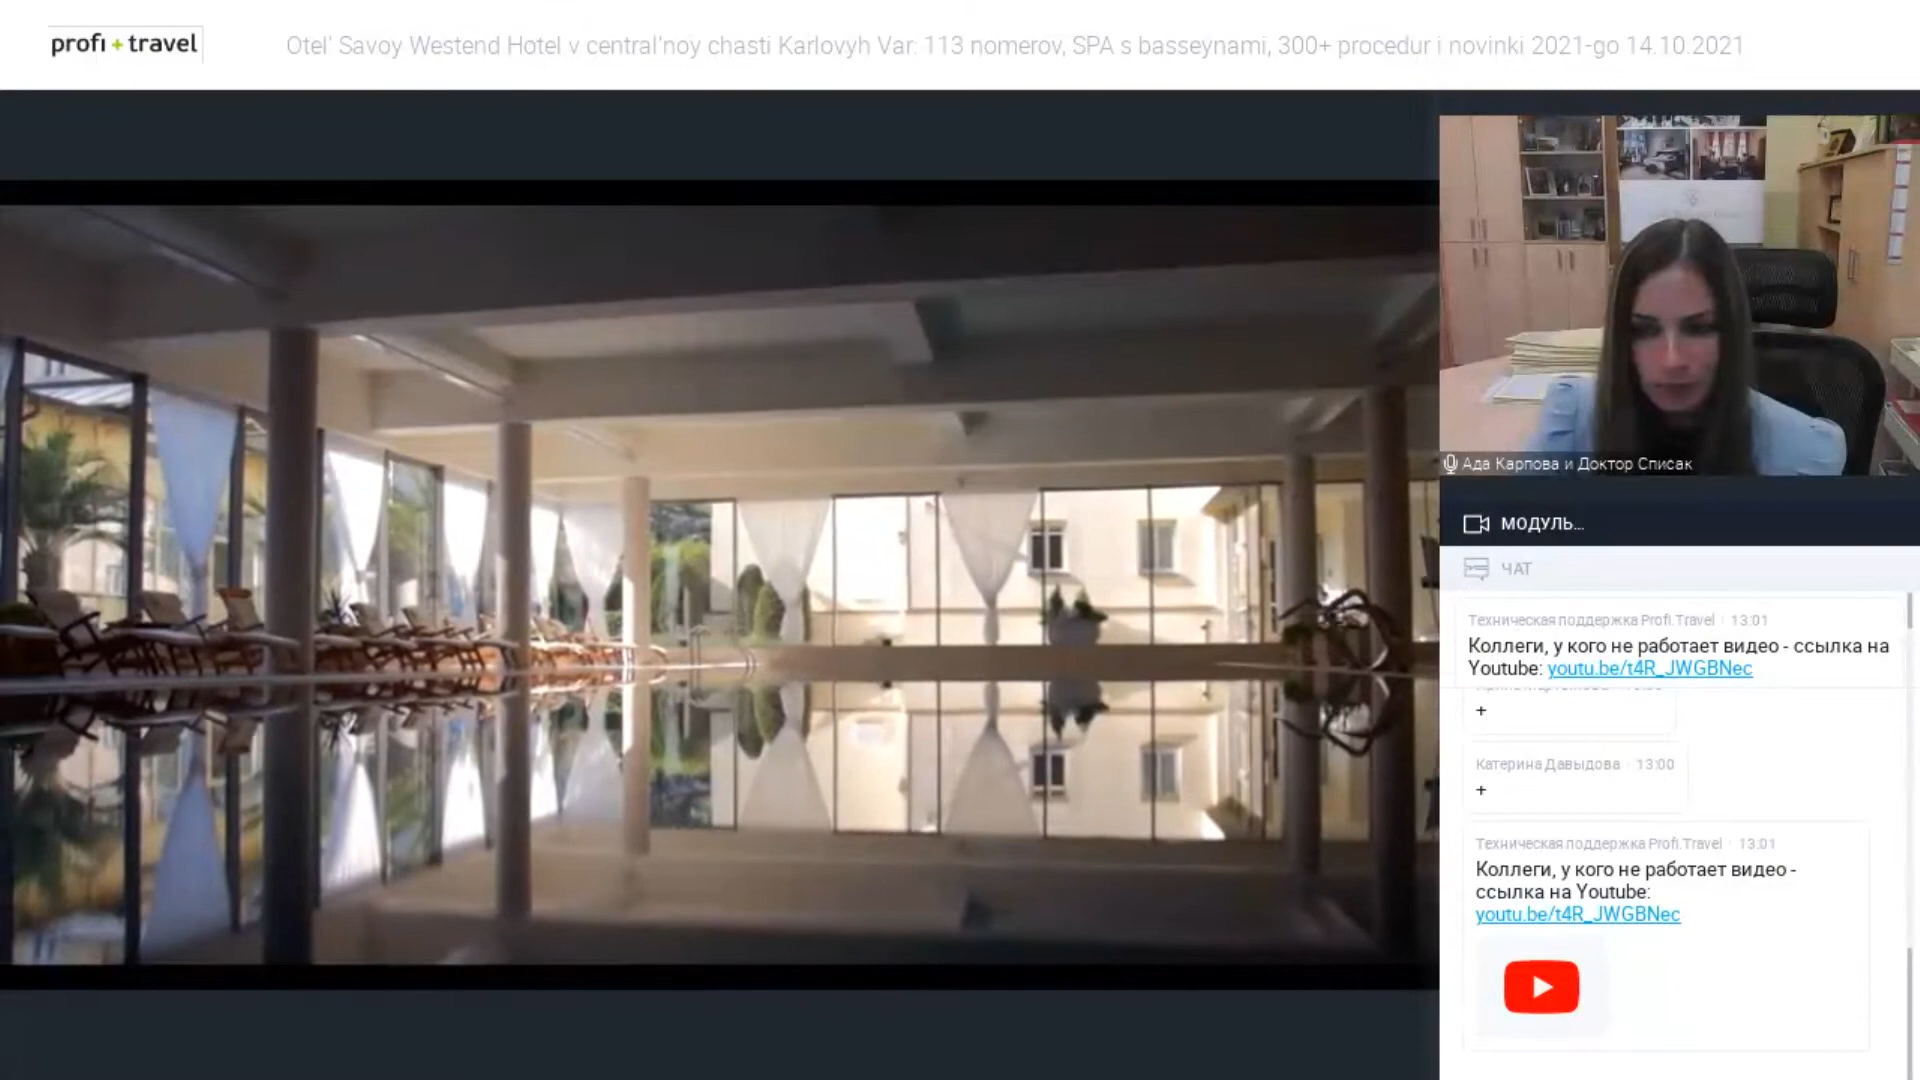 profi + travel
Otel' Savoy Westend Hotel v central'noy chasti Karlovyh Var: 113 nomerov, SPA s basseynami, 300+ procedur i novinki 2021-go 14.10.2021
Ада Карпова и Доктор Списак
МОДУЛЬ...
ЧАТ
Техническая поддержка Profi.Travel · 13:01
Коллеги, у кого не работает видео - ссылка на
Youtube: youtu.be/t4R_JWGBNec
+
Катерина Давыдова · 13:00
+
Техническая поддержка Profi.Travel · 13:01
Коллеги, у кого не работает видео -
ссылка на Youtube:
youtu.be/t4R_JWGBNec